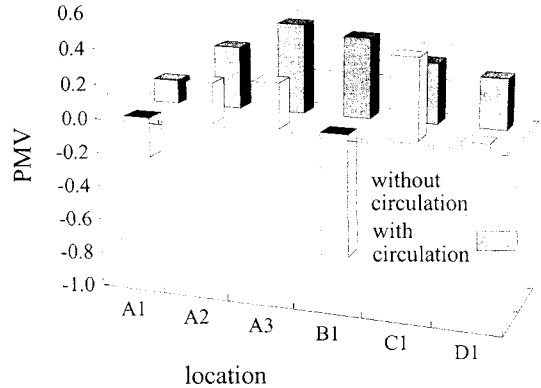 0.6
0.4
0.2
0.0
-0.2
-0.4
-0.6
-0.8
-1.0
PMV
without
circulation
with
circulation
A1
A2
A3
B1
C1
D1
location